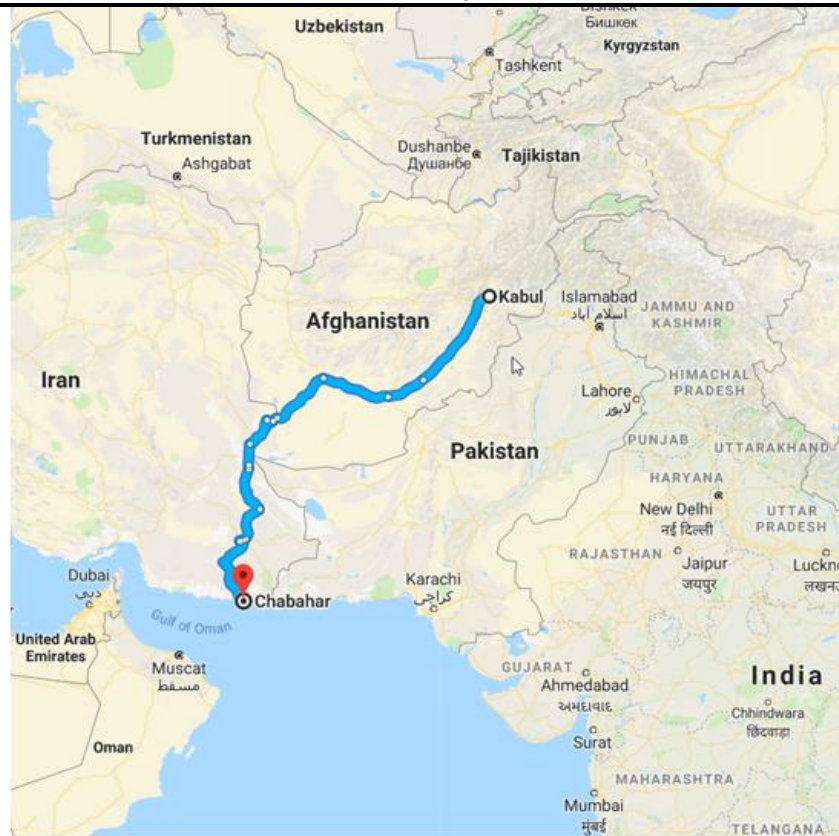 Uzbekistan
Бишкек
Kyrgyzstan
Tashkent
Turkmenistan
Ashgabat
Dushanbe
Душанбе
Tajikistan
Kabul
Islamabad
اسلام آباد
JAMMU AND
KASHMIR
Afghanistan
Iran
HIMACHAL
PRADESH
Lahore
لاہور
PUNJAB
UTTARAKHAND
Pakistan
HARYANA
New Delhi
नई दिल्ली
UTTAR
PRADESH
RAJASTHAN
Jaipur
जयपुर
Dubai
دبي
Karachi
کراچی
Chabahar
Gulf of Oman
United Arab
Emirates
Muscat
مسقط
GUJARAT
Ahmedabad
અમદાવાદ
India
Chhindwara
छिंदवाड़ा
Oman
Surat
MAHARASHTRA
Mumbai
मुंबई
TELANGANA